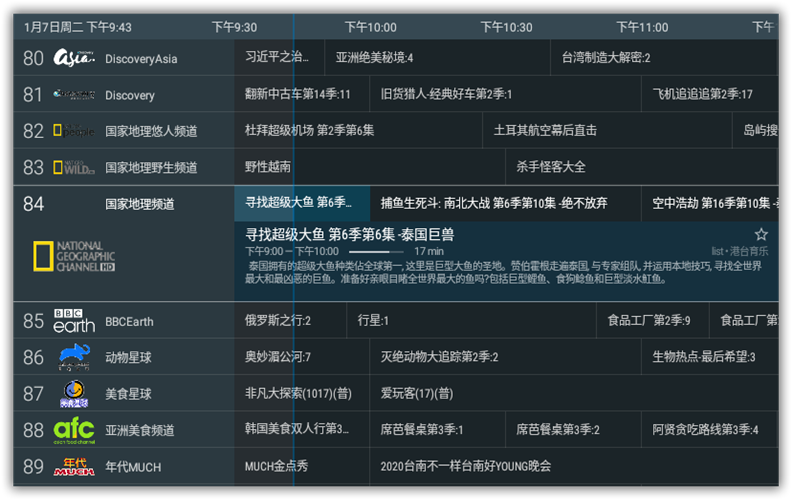 1月7日周二 下午9:43 下午9:30 下午10:00 下午10:30 下午11:00 下午
80 Asia DiscoveryAsia 习近平之治... 亚洲绝美秘境:4 台湾制造大解密:2
81 Discovery 翻新中古车第14季:11 旧货猎人-经典好车第2季:1 飞机追追追第2季:17
82 people 国家地理悠人频道 杜拜超级机场 第2季第6集 土耳其航空幕后直击 岛屿搜
83 NAT GEO WILD HD 国家地理野生频道 野性越南 杀手怪客大全
84 国家地理频道 寻找超级大鱼 第6季... 捕鱼生死斗: 南北大战 第6季第10集 -绝不放弃 空中浩劫 第16季第10集 -
寻找超级大鱼 第6季第6集 -泰国巨兽
下午9:00 — 下午10:00 17 min list • 港台育乐
NATIONAL
GEOGRAPHIC
CHANNEL HD
泰国拥有的超级大鱼种类佔全球第一, 这里是巨型大鱼的圣地。赞伯霍根走遍泰国, 与专家组队, 并运用本地技巧, 寻找全世界
最大和最凶恶的巨鱼。准备好亲眼目睹全世界最大的鱼吗?包括巨型鲤鱼、食狗鲶鱼和巨型淡水魟鱼。
85 BBC earth BBCEarth 俄罗斯之行:2 行星:1 食品工厂第2季:9 食品工厂第
86 动物星球 奥妙湄公河:7 灭绝动物大追踪第2季:2 生物热点-最后希望:3
87 美食星球 美食星球 非凡大探索(1017)(普) 爱玩客(17)(普)
88 afc asian food channel 亚洲美食频道 韩国美食双人行第3... 席芭餐桌第3季:1 席芭餐桌第3季:2 阿贤贪吃路线第3季:4
89 年代 MUCH 年代MUCH MUCH金点秀 2020台南不一样台南好YOUNG晚会